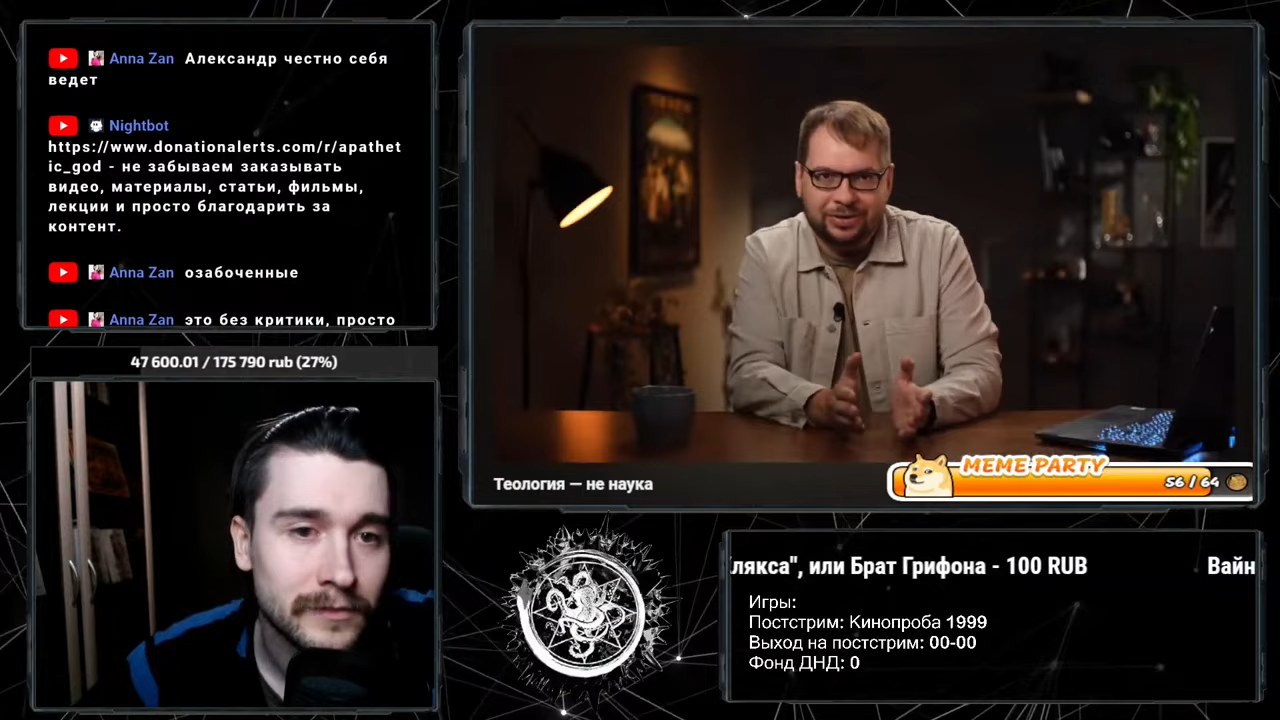 Anna Zan Александр честно себя
ведет
Nightbot
https://www.donationalerts.com/r/apathet
ic_god - не забываем заказывать
видео, материалы, статьи, фильмы,
лекции и просто благодарить за
контент.
Anna Zan озабоченные
Anna Zan это без критики, просто
47 600.01 / 175 790 rub (27%)
Теология — не наука
MEME PARTY
56 / 64
лякса", или Брат Грифона - 100 RUB Вайн
Игры:
Постстрим: Кинопроба 1999
Выход на постстрим: 00-00
Фонд ДНД: 0